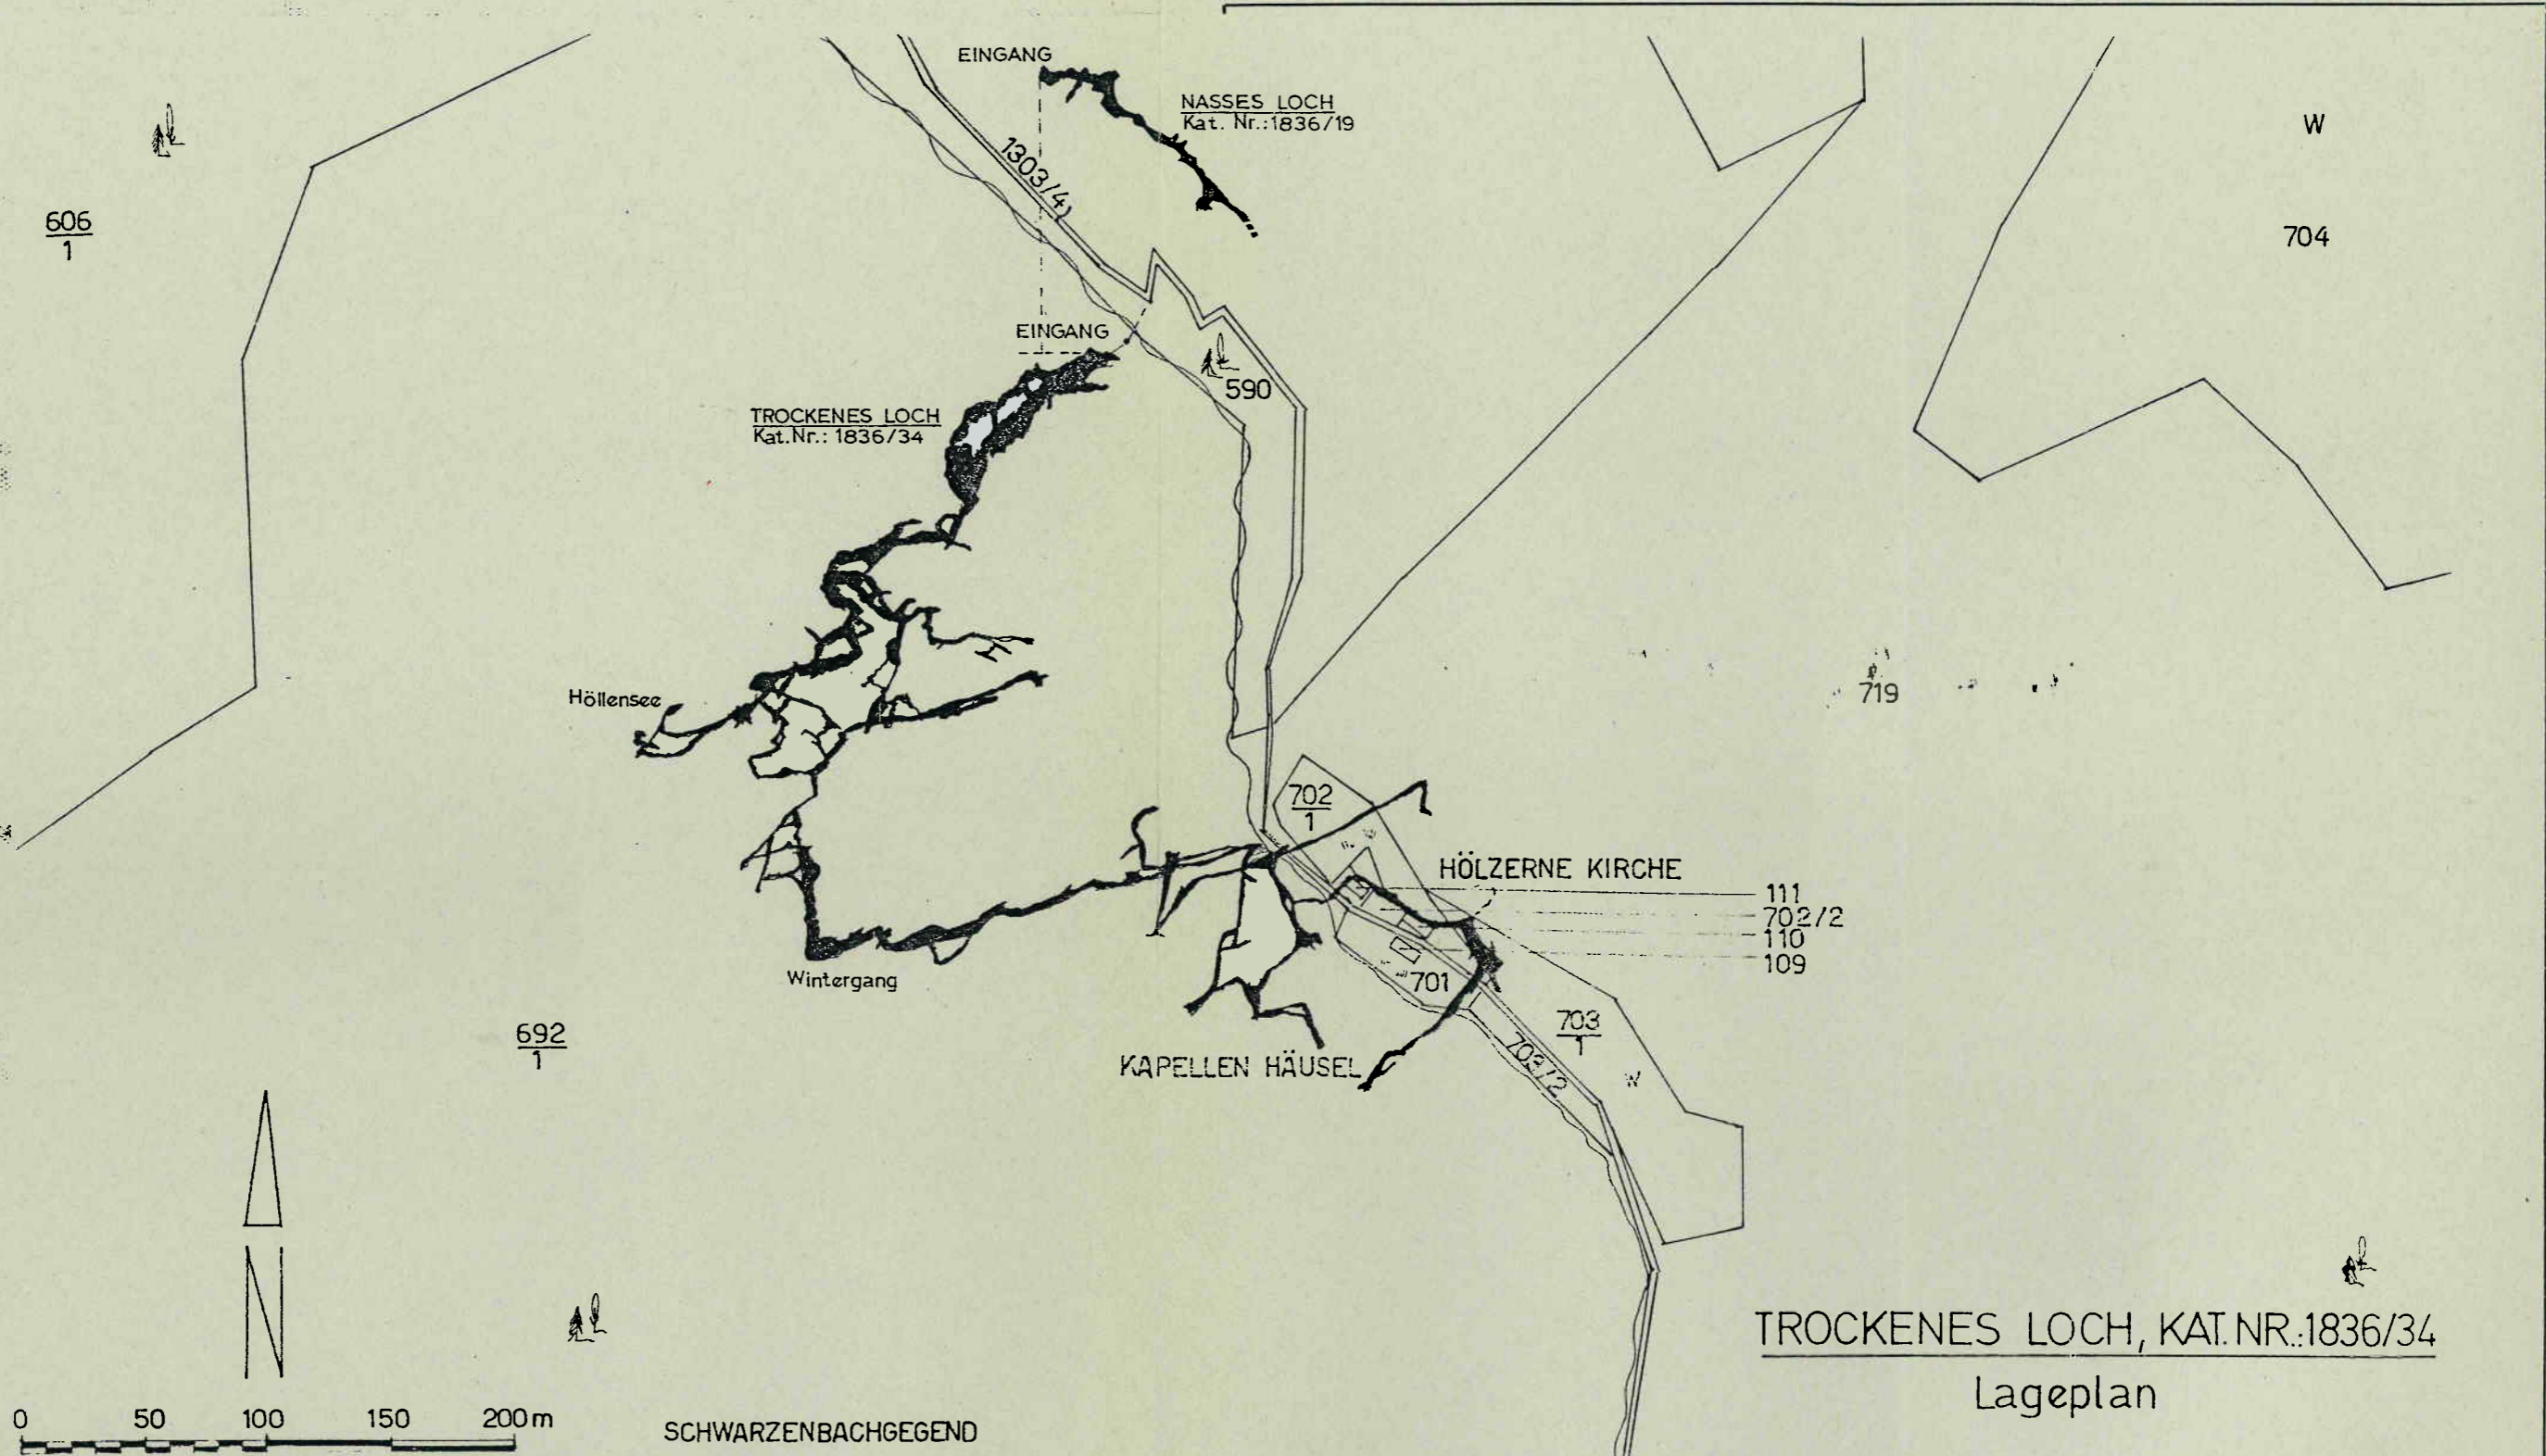 EINGANG
NASSES LOCH
Kat. Nr.:1836/19
W
1303/4
606
1
704
EINGANG
590
TROCKENES LOCH
Kat.Nr.: 1836/34
Höllensee
719
702
1
HÖLZERNE KIRCHE
111
702/2
110
109
Wintergang
701
692
1
703
1
KAPELLEN HÄUSEL
703/2
W
N
TROCKENES LOCH, KAT.NR.:1836/34
Lageplan
0 50 100 150 200m
SCHWARZENBACHGEGEND